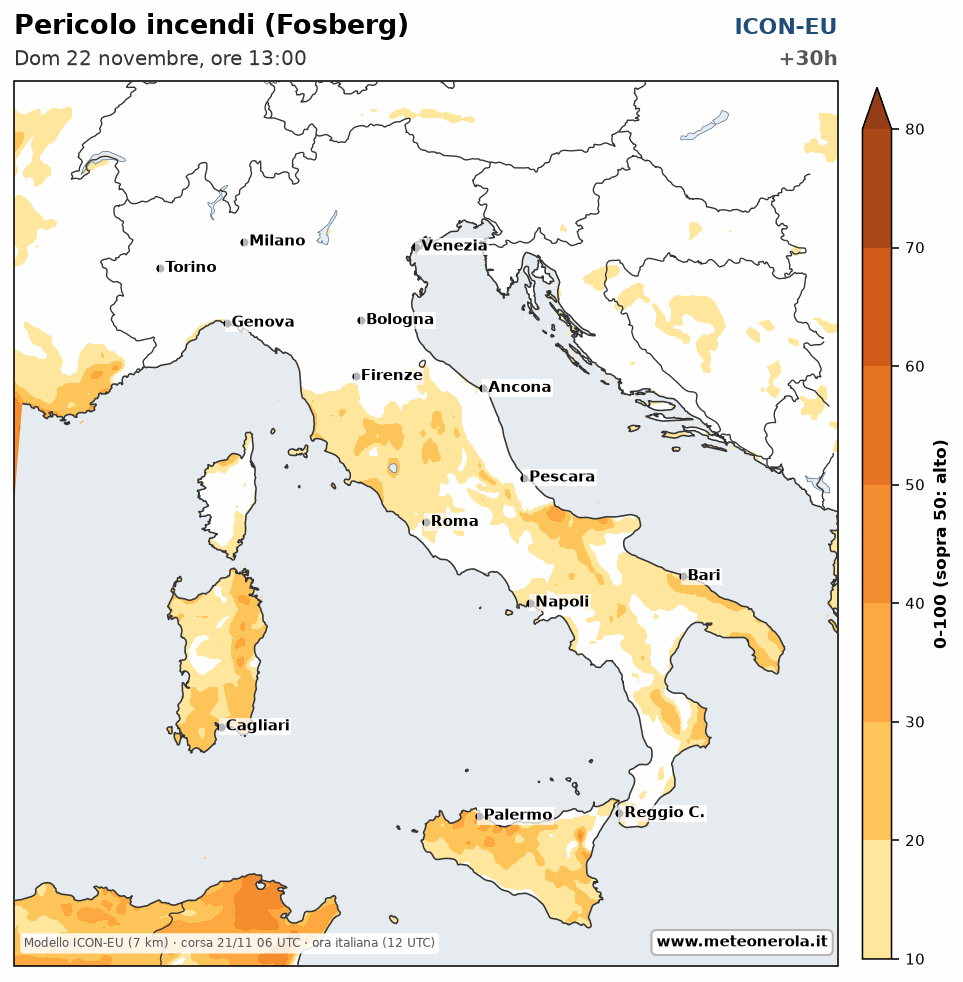 Pericolo incendi (Fosberg)
ICON-EU
Dom 22 novembre, ore 13:00
+30h
80
70
60
50
40
30
20
10
0-100 (sopra 50: alto)
Milano
Venezia
Torino
Genova
Bologna
Firenze
Ancona
Pescara
Roma
Bari
Napoli
Cagliari
Palermo
Reggio C.
Modello ICON-EU (7 km) · corsa 21/11 06 UTC · ora italiana (12 UTC)
www.meteonerola.it